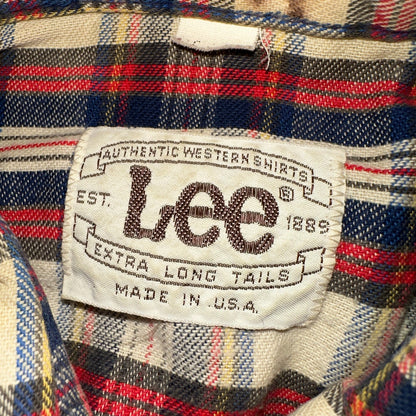 AUTHENTIC WESTERN SHIRTS
EST. Lee® 1889
EXTRA LONG TAILS
MADE IN U.S.A.